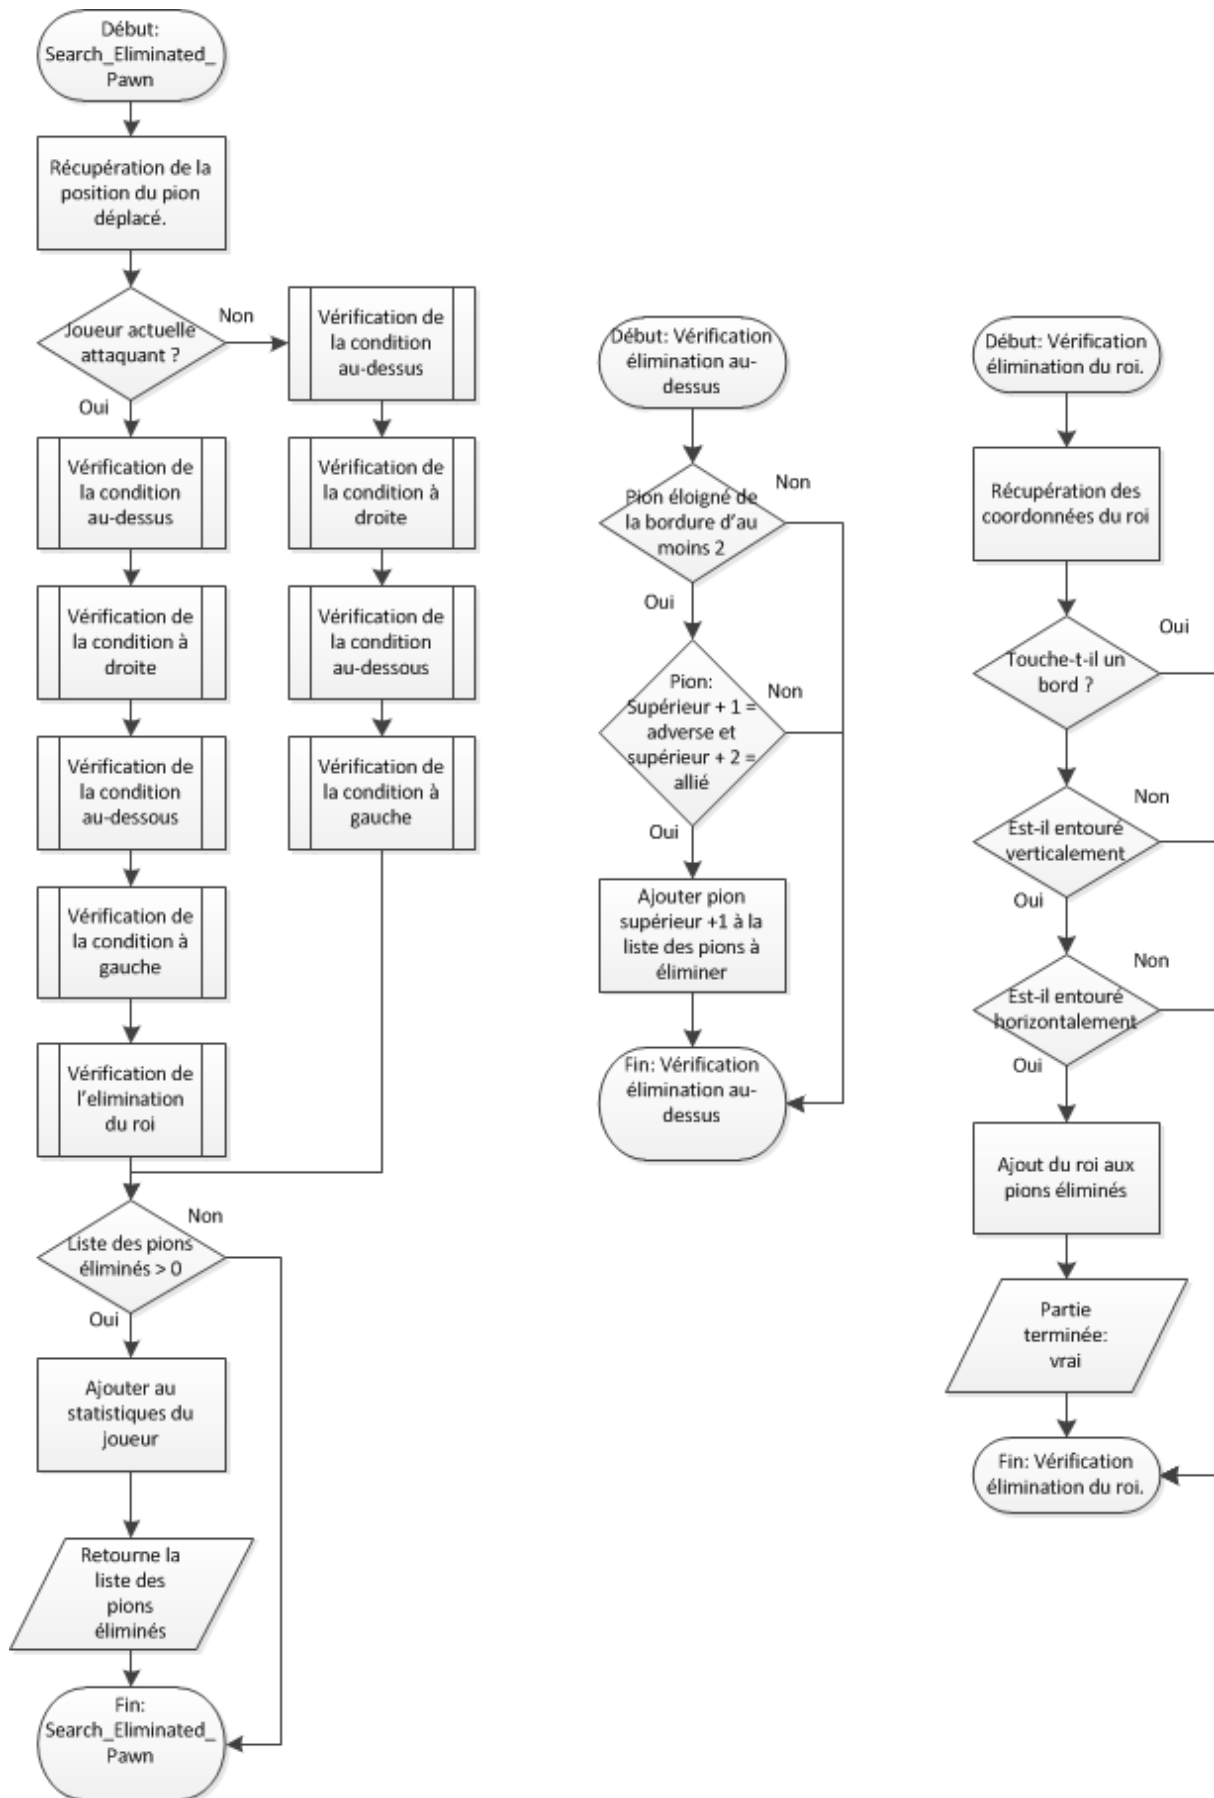 Début:
Search_Eliminated_
Pawn
Récupération de la
position du pion
déplacé.
Joueur actuelle
attaquant ?
Non
Oui
Vérification de
la condition
au-dessus
Vérification de
la condition à
droite
Vérification de
la condition
au-dessous
Vérification de
la condition à
gauche
Vérification de
l'elimination
du roi
Vérification de
la condition
au-dessus
Vérification de
la condition à
droite
Vérification de
la condition
au-dessous
Vérification de
la condition à
gauche
Liste des pions
éliminés > 0
Non
Oui
Ajouter au
statistiques du
joueur
Retourne la
liste des
pions
éliminés
Fin:
Search_Eliminated_
Pawn
Début: Vérification
élimination au-
dessus
Pion éloigné de
la bordure d'au
moins 2
Non
Oui
Pion:
Supérieur + 1 =
adverse et
supérieur + 2 =
allié
Non
Oui
Ajouter pion
supérieur +1 à la
liste des pions à
éliminer
Fin: Vérification
élimination au-
dessus
Début: Vérification
élimination du roi.
Récupération des
coordonnées du roi
Touche-t-il un
bord ?
Oui
Est-il entouré
verticalement
Non
Oui
Est-il entouré
horizontalement
Non
Oui
Ajout du roi aux
pions éliminés
Partie
terminée:
vrai
Fin: Vérification
élimination du roi.